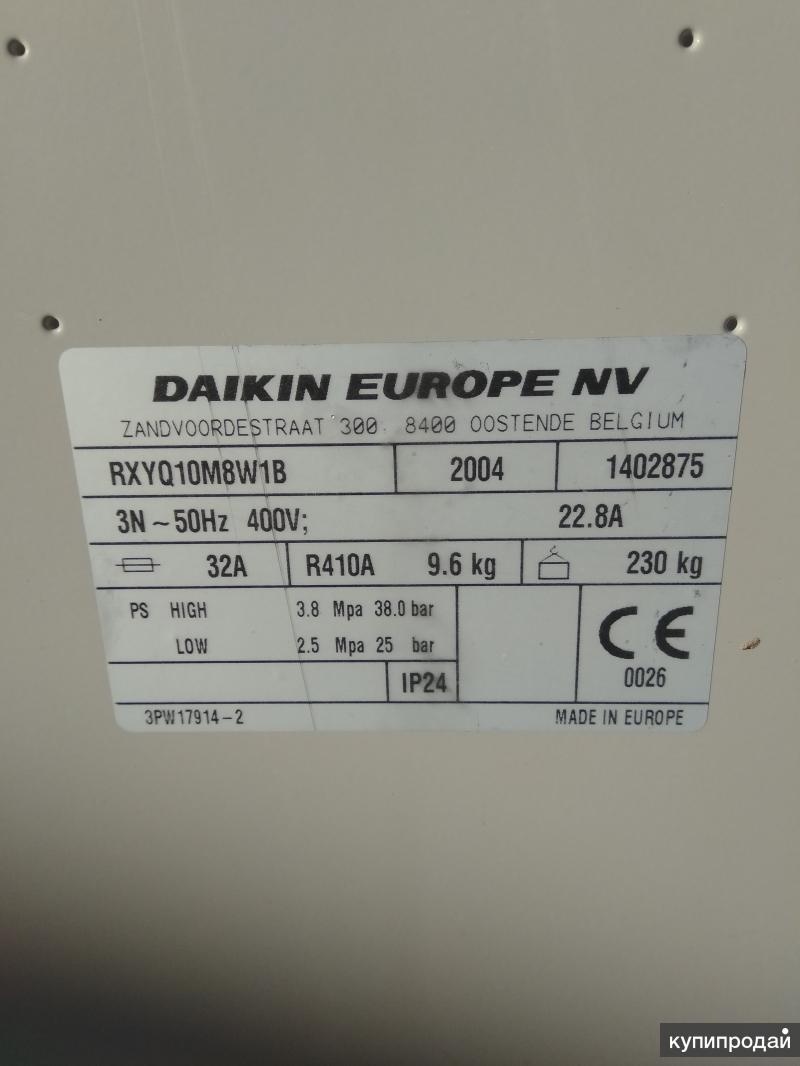 DAIKIN EUROPE NV
ZANDVOORDESTRAAT 300. 8400 OOSTENDE BELGIUM
RXYQ10M8W1B 2004 1402875
3N ~ 50Hz 400V; 22.8A
32A R410A 9.6 kg 230 kg
PS HIGH 3.8 Mpa 38.0 bar
LOW 2.5 Mpa 25 bar
CE
0026
IP24
3PW17914-2 MADE IN EUROPE
купипродай